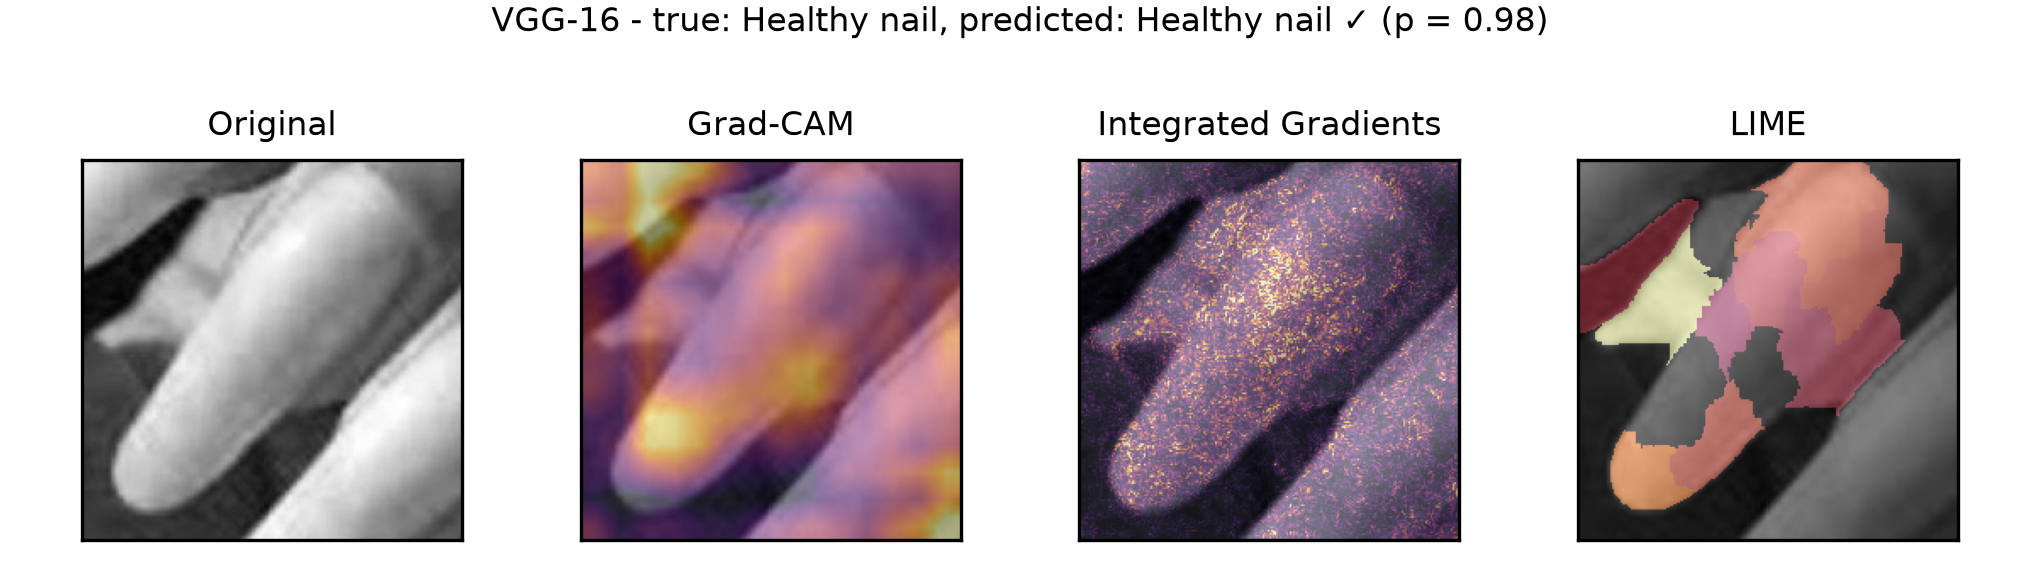 VGG-16 - true: Healthy nail, predicted: Healthy nail ✓ (p = 0.98)
Original
Grad-CAM
Integrated Gradients
LIME